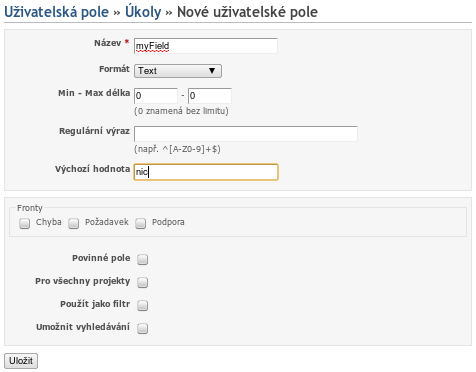 Uživatelská pole » Úkoly » Nové uživatelské pole
Název * myField
Formát Text
Min - Max délka 0 - 0
(0 znamená bez limitu)
Regulární výraz
(např. ^[A-Z0-9]+$)
Výchozí hodnota nic
Fronty
Chyba Požadavek Podpora
Povinné pole
Pro všechny projekty
Použít jako filtr
Umožnit vyhledávání
Uložit